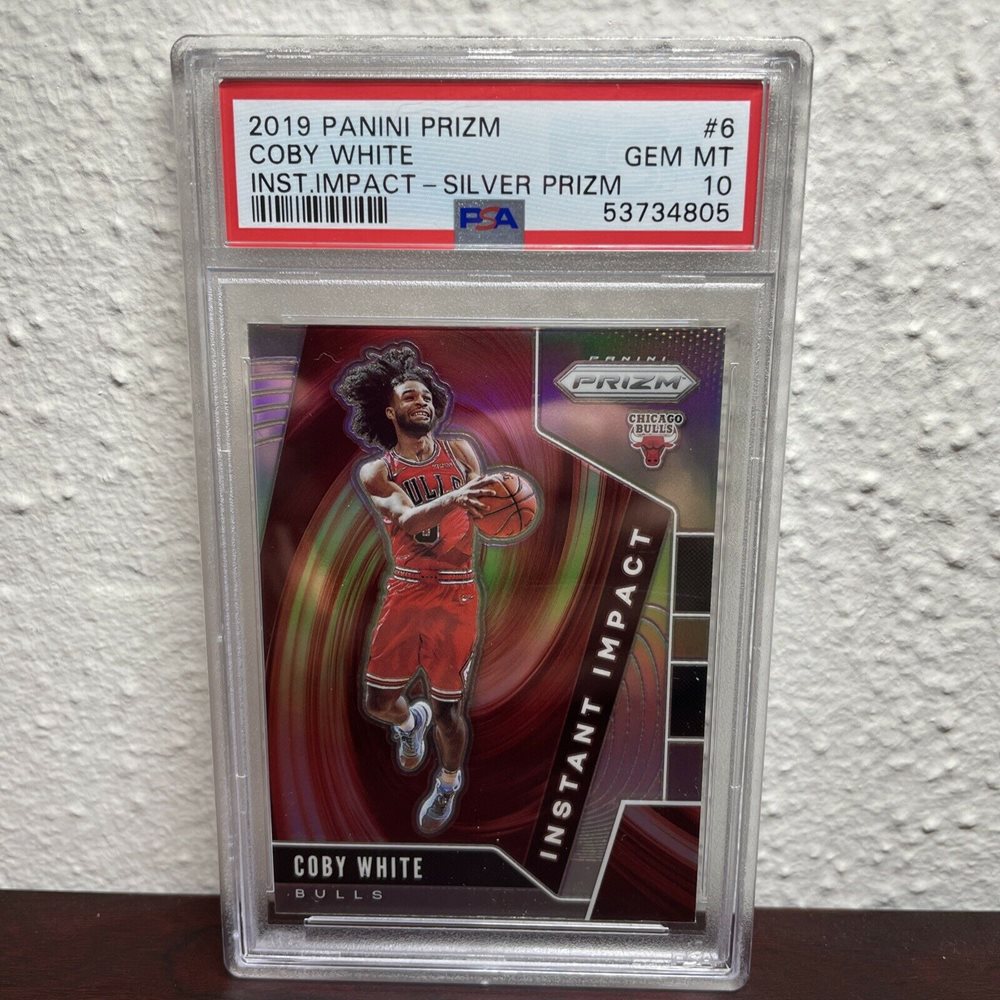 2019 PANINI PRIZM #6
COBY WHITE GEM MT
INST.IMPACT – SILVER PRIZM 10
PSA 53734805
PANINI
PRIZM
CHICAGO
BULLS
INSTANT IMPACT
COBY WHITE
BULLS